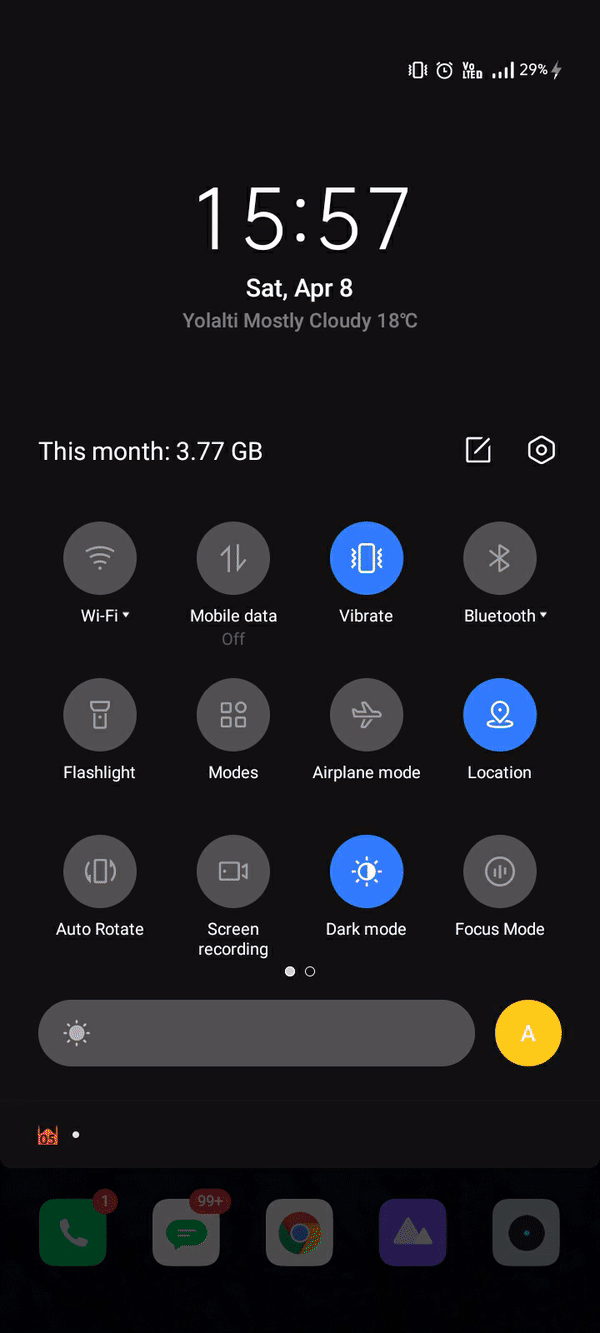 VO
LTED
29%
15:57
Sat, Apr 8
Yolalti Mostly Cloudy 18°C
This month: 3.77 GB
Wi-Fi
Mobile data
Vibrate
Bluetooth
Off
Flashlight
Modes
Airplane mode
Location
Auto Rotate
Screen
recording
Dark mode
Focus Mode
A
05
1
99+